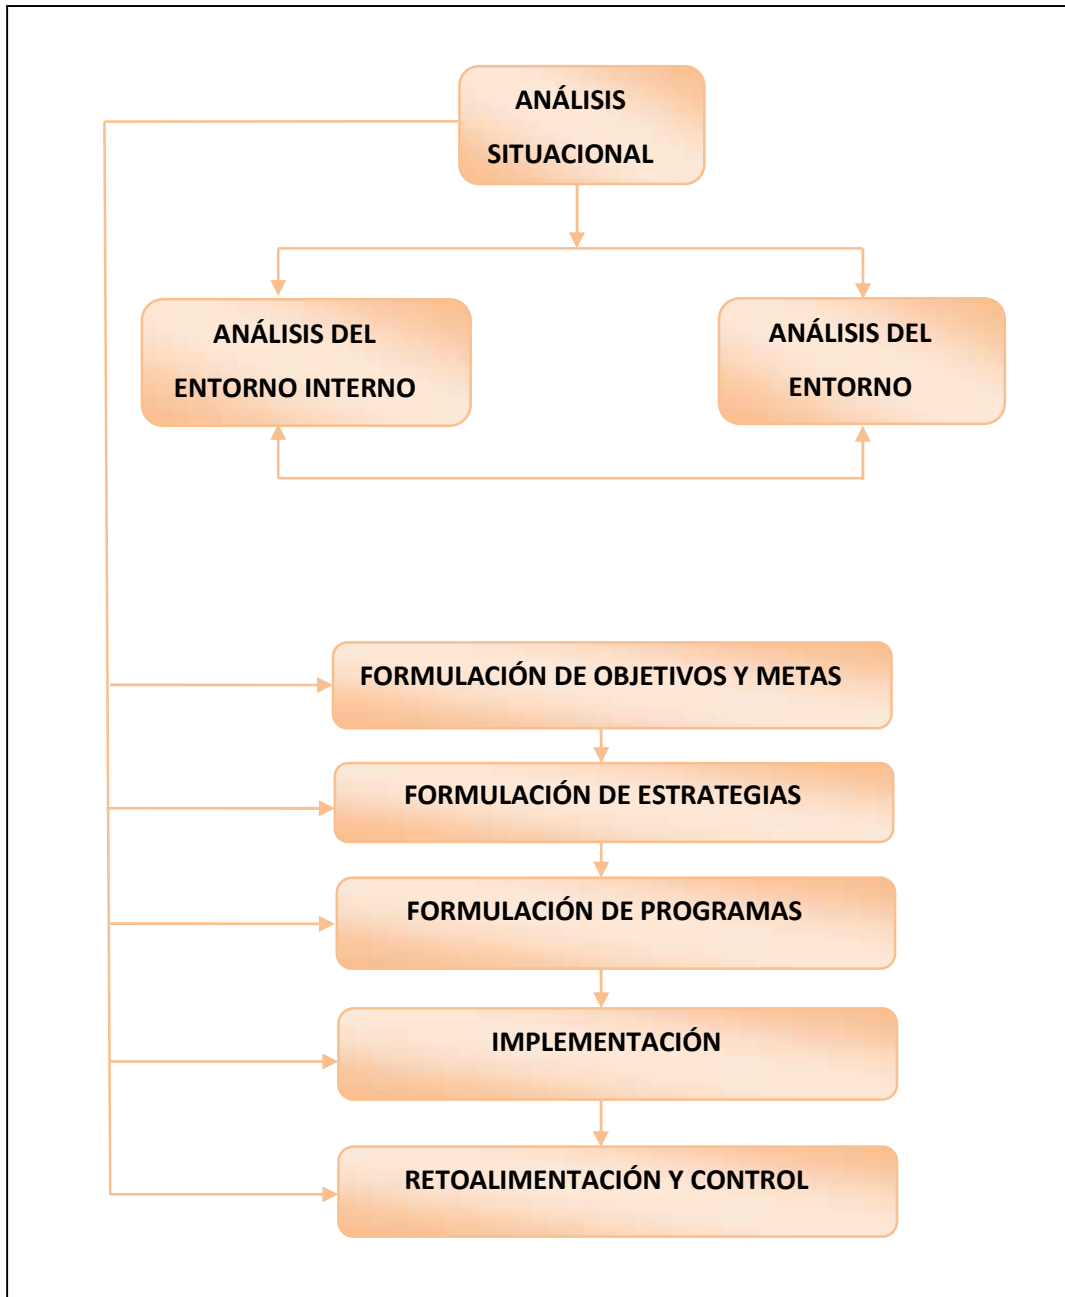 ANÁLISIS
SITUACIONAL
ANÁLISIS DEL
ENTORNO INTERNO
ANÁLISIS DEL
ENTORNO
FORMULACIÓN DE OBJETIVOS Y METAS
FORMULACIÓN DE ESTRATEGIAS
FORMULACIÓN DE PROGRAMAS
IMPLEMENTACIÓN
RETOALIMENTACIÓN Y CONTROL